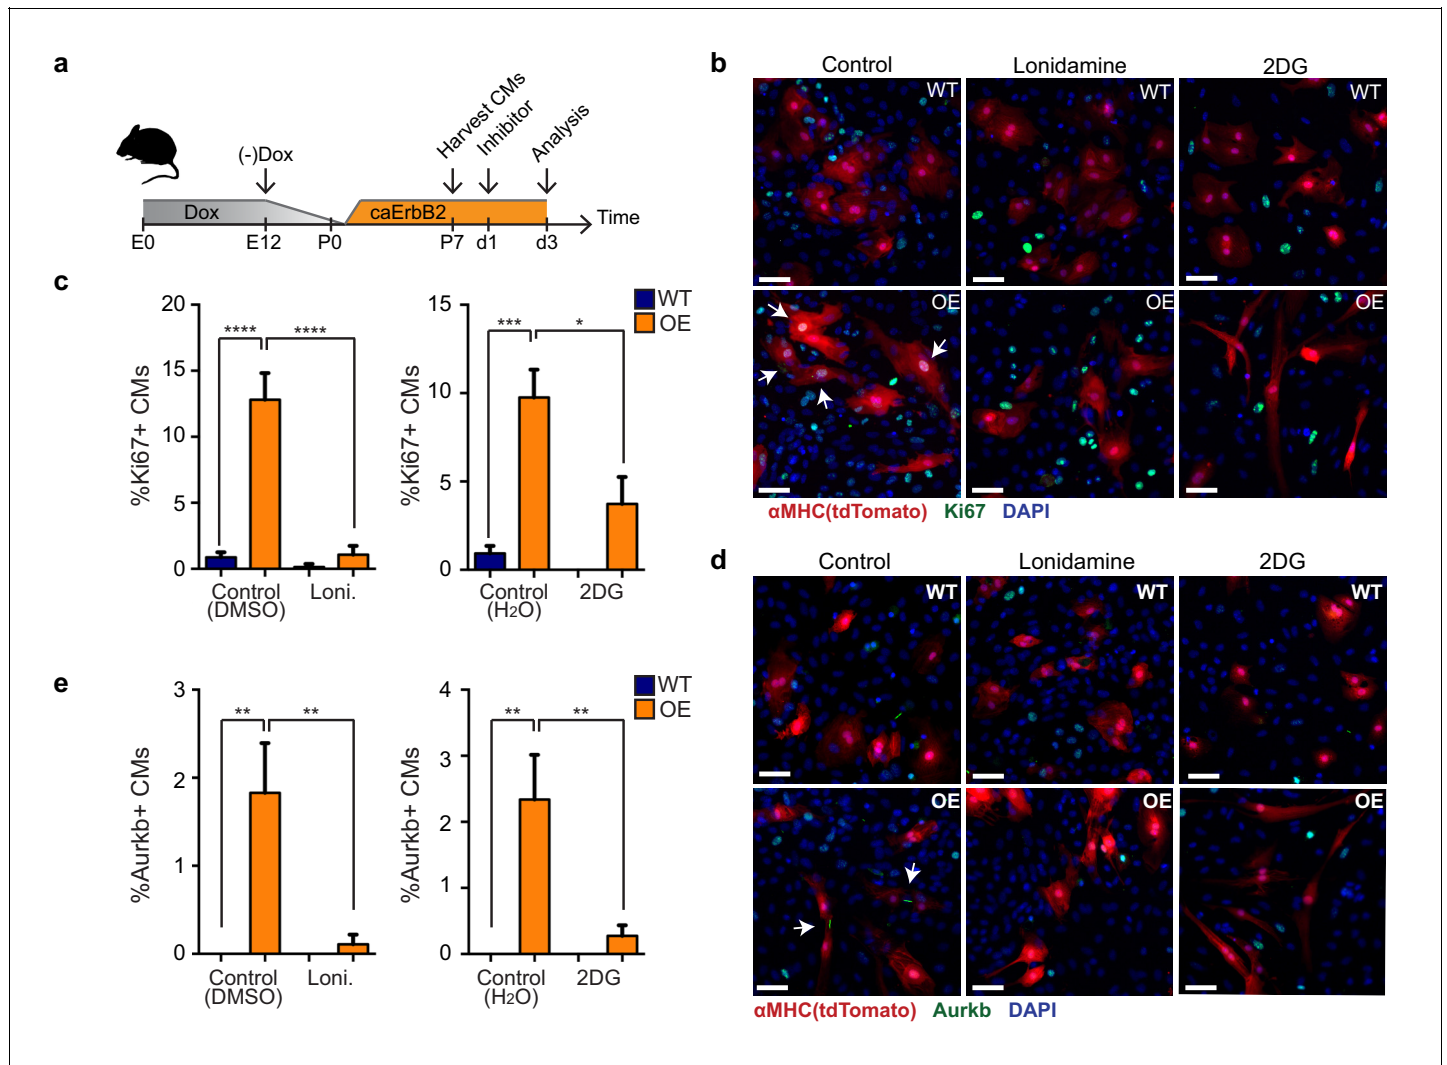 a
Harvest CMs
Inhibitor
Analysis
(-)Dox
Dox
caErbB2
Time
E0
E12
P0
P7
d1
d3
b
Control
Lonidamine
2DG
WT
WT
WT
OE
OE
OE
αMHC(tdTomato) Ki67 DAPI
c
%Ki67+ CMs
20
15
10
5
0
****
****
Control
(DMSO)
Loni.
%Ki67+ CMs
15
10
5
0
***
*
Control
(H2O)
2DG
WT
OE
d
Control
Lonidamine
2DG
WT
WT
WT
OE
OE
OE
αMHC(tdTomato) Aurkb DAPI
e
%Aurkb+ CMs
3
2
1
0
**
**
Control
(DMSO)
Loni.
%Aurkb+ CMs
4
3
2
1
0
**
**
Control
(H2O)
2DG
WT
OE